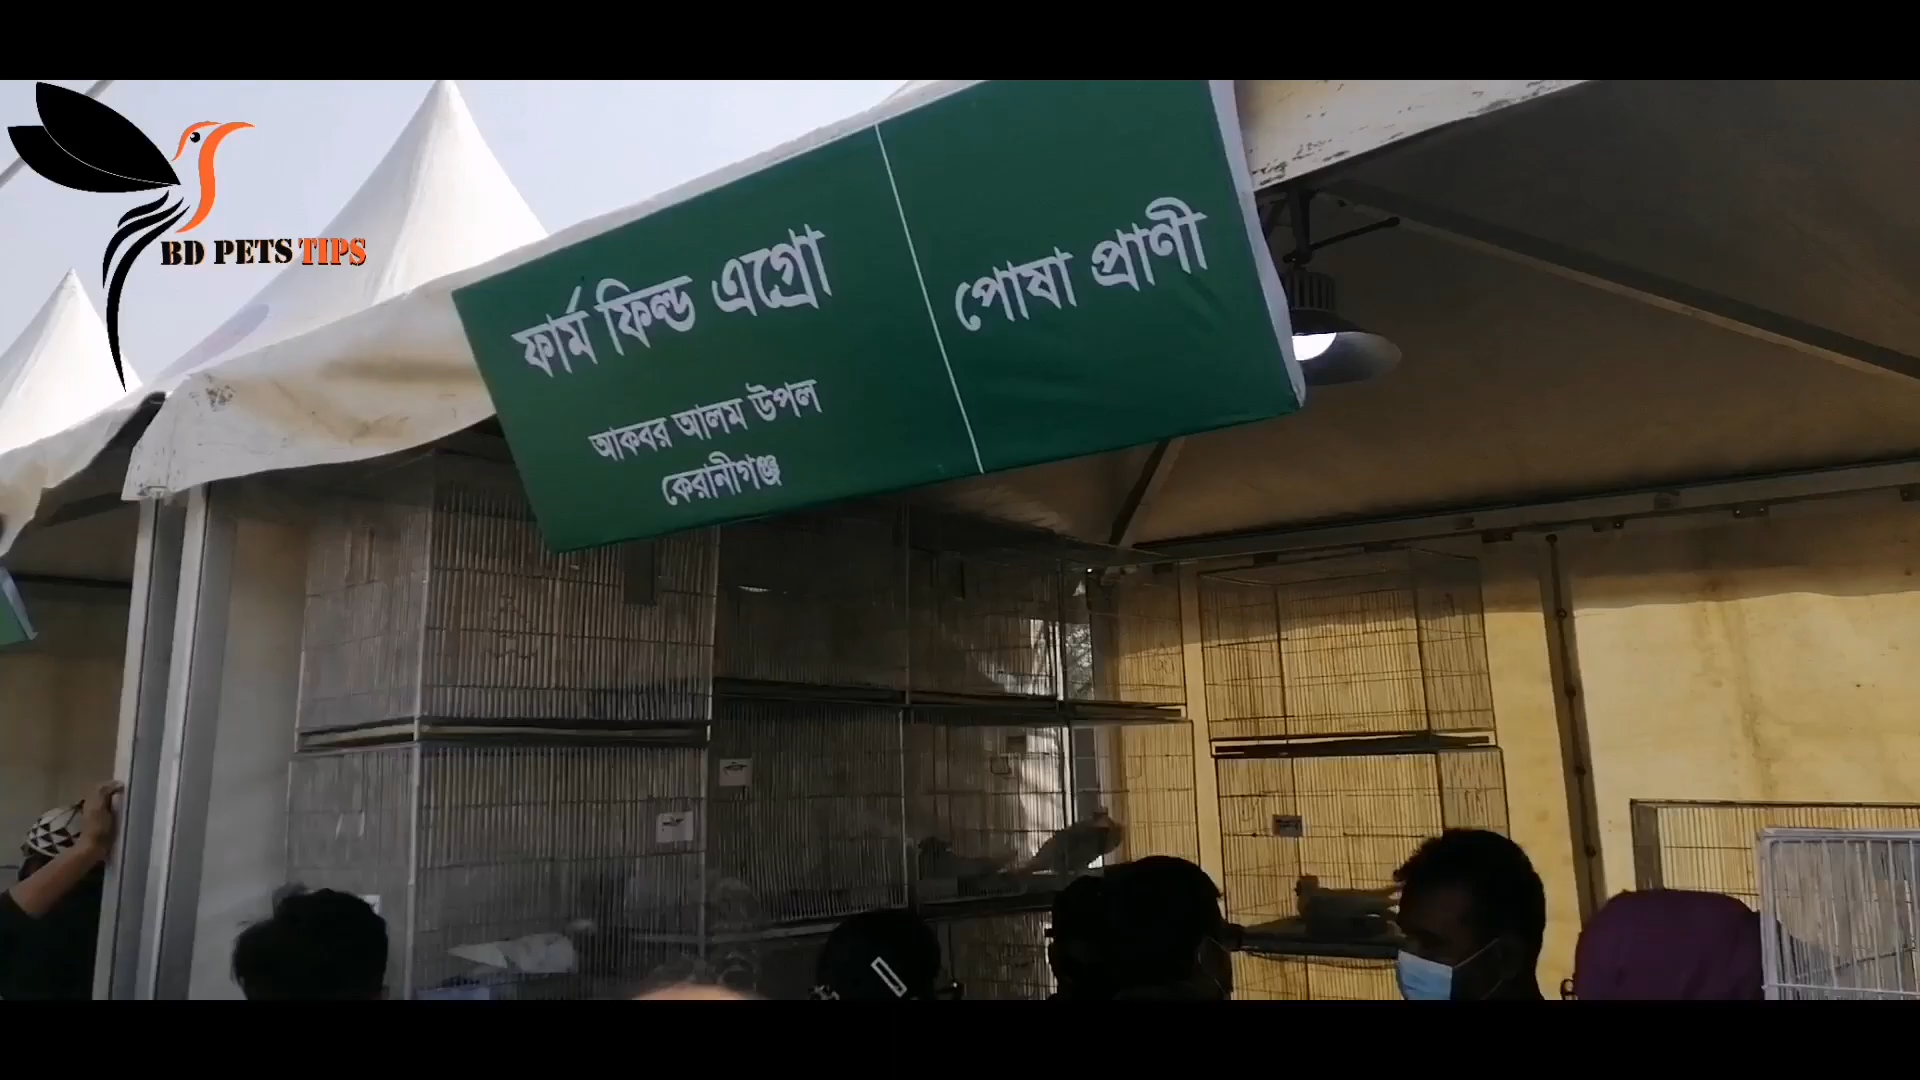 BD PETS TIPS
ফার্ম ফিল্ড এগ্রো
আকবর আলম উপল
কেরানীগঞ্জ
পোষা প্রাণী